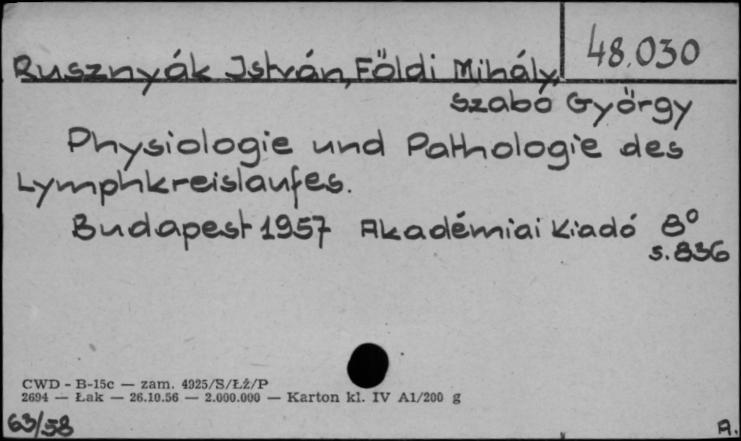 48.030
Rusznyák István, Földi Mihály,
Szabó György
Physiologie und Pathologie des
Lymphkreislaufes.
Budapest 1957 Akadémiai Kiadó 8°
s. 836
CWD - B-15c — zam. 4925/S/Łż/P
2694 — Łak — 26.10.56 — 2.000.000 — Karton kl. IV A1/200 g
63/58
A.